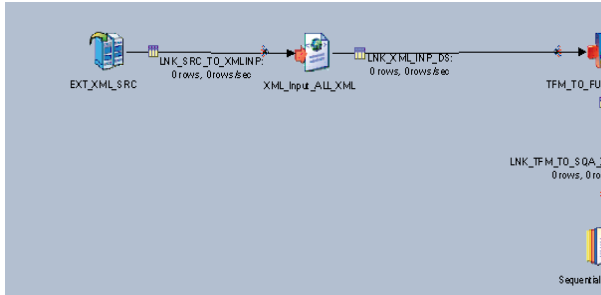 LNK_SRC_TO_XMLINP:
0 rows, 0 rows/sec
LNK_XML_INP_DS:
0 rows, 0 rows/sec
EXT_XML_SRC
XML_Input_ALL_XML
TFM_TO_FU
LNK_TFM_TO_SQA_
0 rows, 0 ro
Sequential